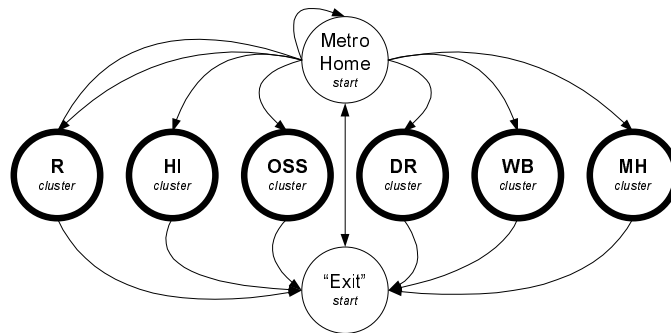 Metro
Home
start
R
cluster
HI
cluster
OSS
cluster
DR
cluster
WB
cluster
MH
cluster
“Exit”
start